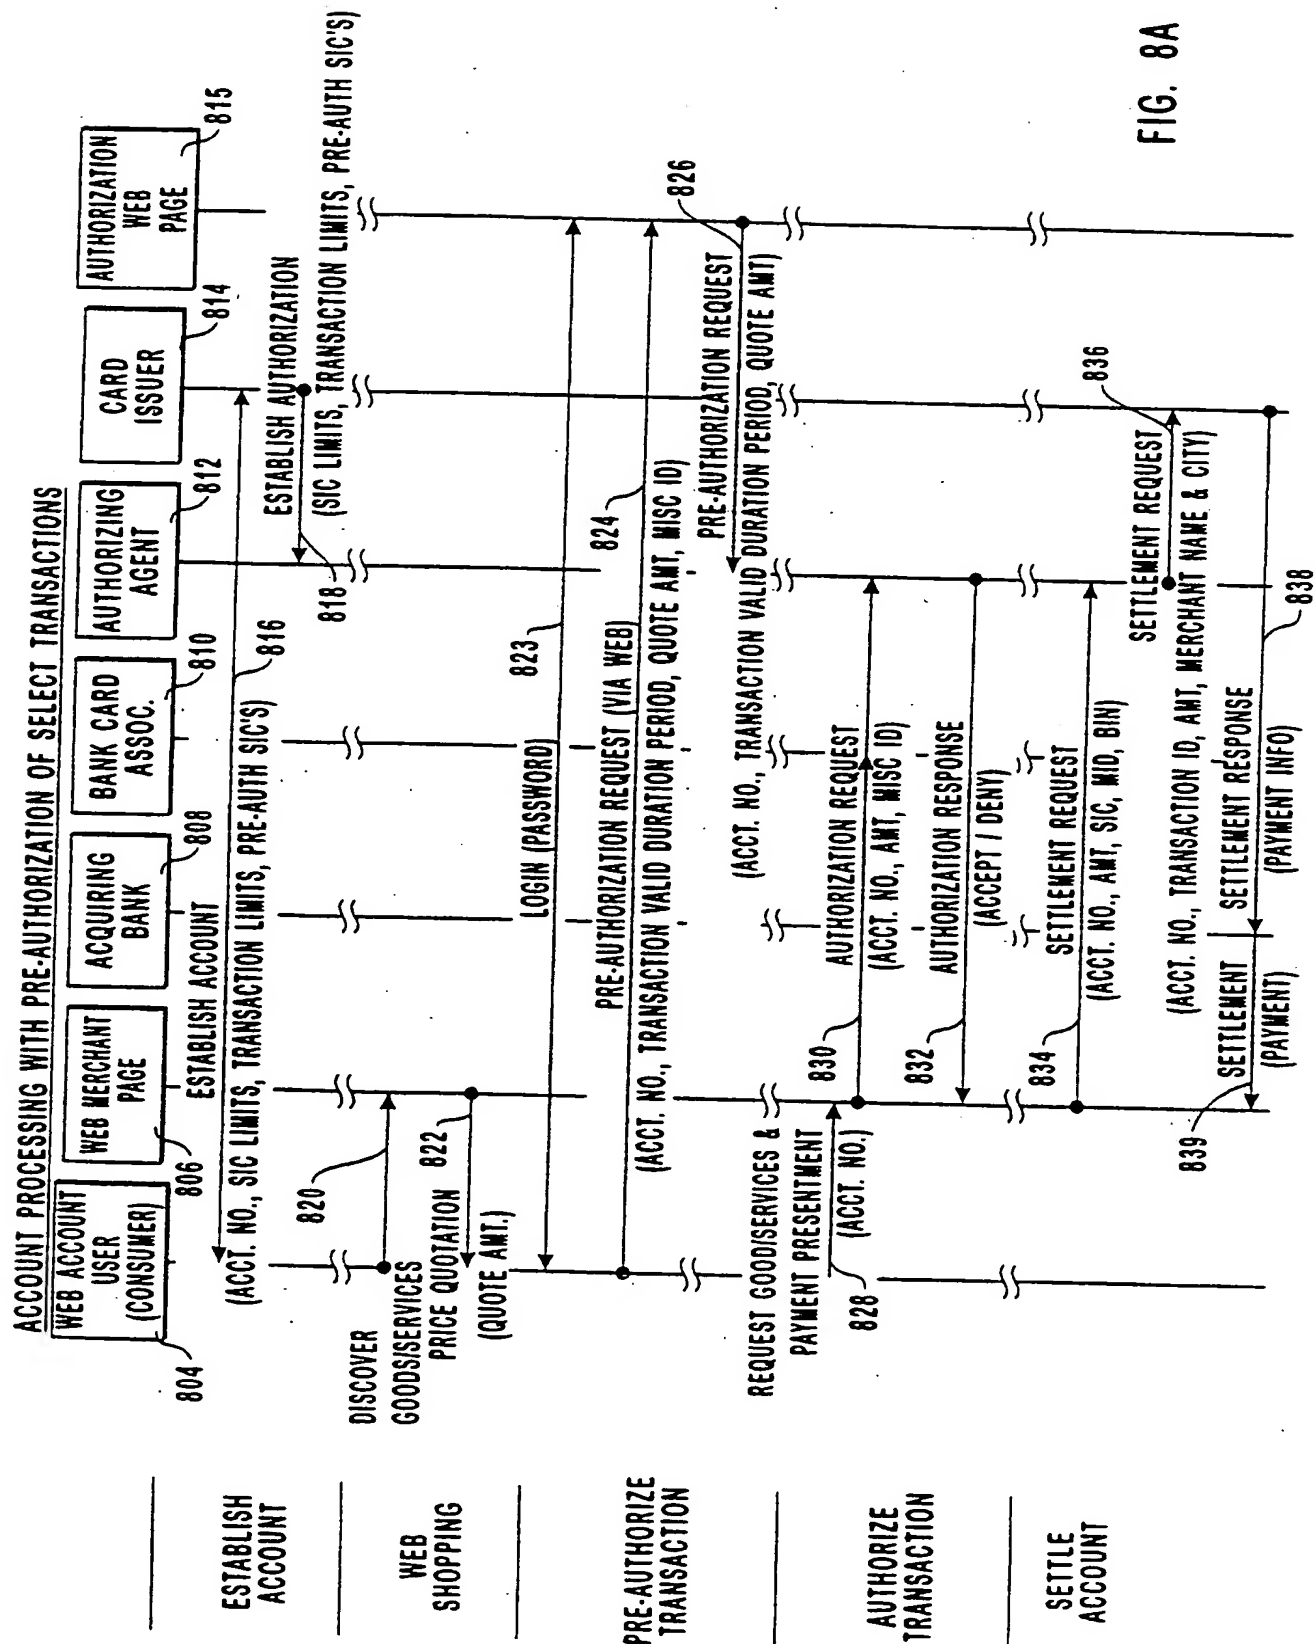 ACCOUNT PROCESSING WITH PRE-AUTHORIZATION OF SELECT TRANSACTIONS
WEB ACCOUNT
USER
(CONSUMER)
804
WEB MERCHANT
PAGE
806
ACQUIRING
BANK
808
BANK CARD
ASSOC.
810
AUTHORIZING
AGENT
812
CARD
ISSUER
814
AUTHORIZATION
WEB
PAGE
815
ESTABLISH
ACCOUNT
ESTABLISH ACCOUNT
816
(ACCT. NO., SIC LIMITS, TRANSACTION LIMITS, PRE-AUTH SIC'S)
ESTABLISH AUTHORIZATION
(SIC LIMITS, TRANSACTION LIMITS, PRE-AUTH SIC'S)
818
WEB
SHOPPING
820
DISCOVER
GOODS/SERVICES
822
PRICE QUOTATION
(QUOTE AMT.)
PRE-AUTHORIZE
TRANSACTION
LOGIN (PASSWORD)
823
PRE-AUTHORIZATION REQUEST (VIA WEB)
824
(ACCT. NO., TRANSACTION VALID DURATION PERIOD, QUOTE AMT, MISC ID)
826
PRE-AUTHORIZATION REQUEST
(ACCT. NO., TRANSACTION VALID DURATION PERIOD, QUOTE AMT)
AUTHORIZE
TRANSACTION
REQUEST GOOD/SERVICES &
PAYMENT PRESENTMENT
(ACCT. NO.)
828
830
AUTHORIZATION REQUEST
(ACCT. NO., AMT, MISC ID)
832
AUTHORIZATION RESPONSE
(ACCEPT / DENY)
SETTLE
ACCOUNT
834
SETTLEMENT REQUEST
(ACCT. NO., AMT, SIC, MID, BIN)
SETTLEMENT REQUEST
836
(ACCT. NO., TRANSACTION ID, AMT, MERCHANT NAME & CITY)
839
SETTLEMENT
(PAYMENT)
SETTLEMENT RESPONSE
(PAYMENT INFO)
838
FIG. 8A